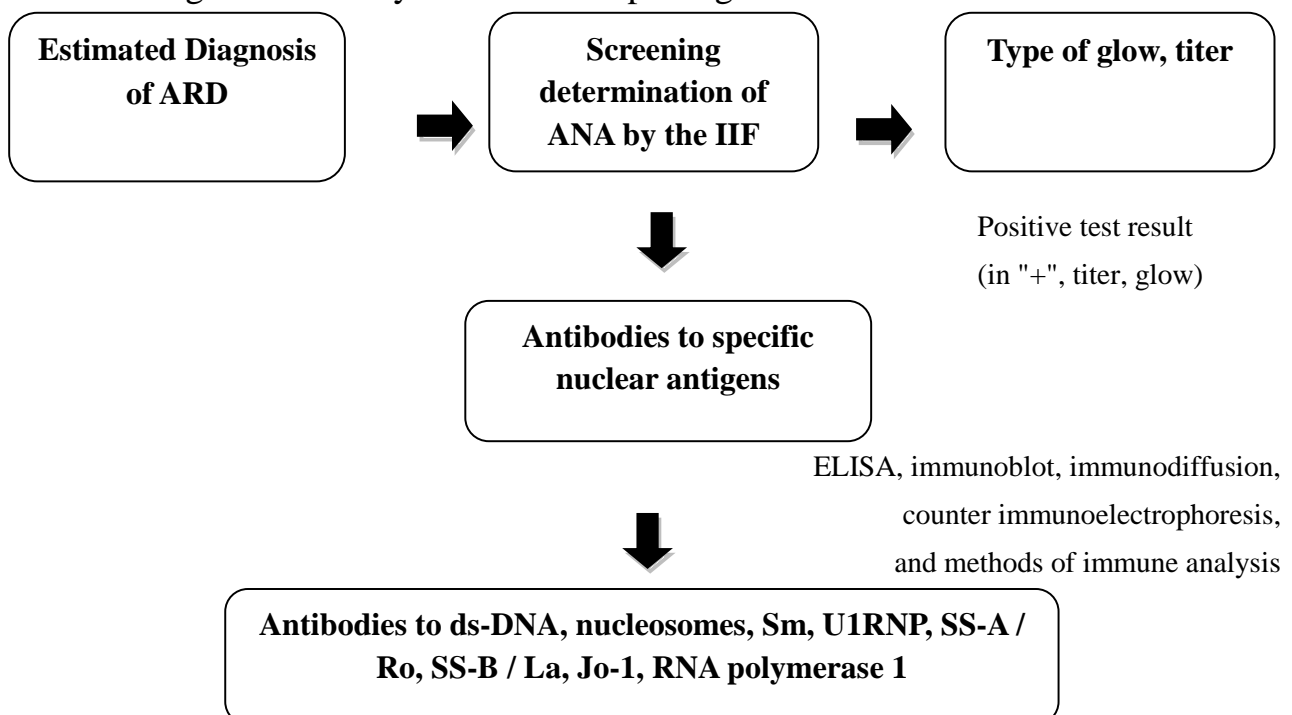 Estimated Diagnosis
of ARD
Screening
determination of
ANA by the IIF
Type of glow, titer
Positive test result
(in "+", titer, glow)
Antibodies to specific
nuclear antigens
ELISA, immunoblot, immunodiffusion,
counter immunoelectrophoresis,
and methods of immune analysis
Antibodies to ds-DNA, nucleosomes, Sm, U1RNP, SS-A /
Ro, SS-B / La, Jo-1, RNA polymerase 1